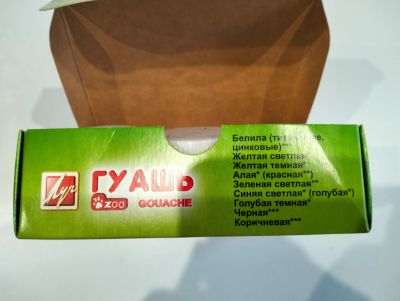 Луч
ГУАШЬ
ZOO GOUACHE
Белила (титановые,
цинковые)**
Желтая светлая*
Желтая темная*
Алая* (красная**)
Зеленая светлая**
Синяя светлая* (голубая*)
Голубая темная*
Черная***
Коричневая***